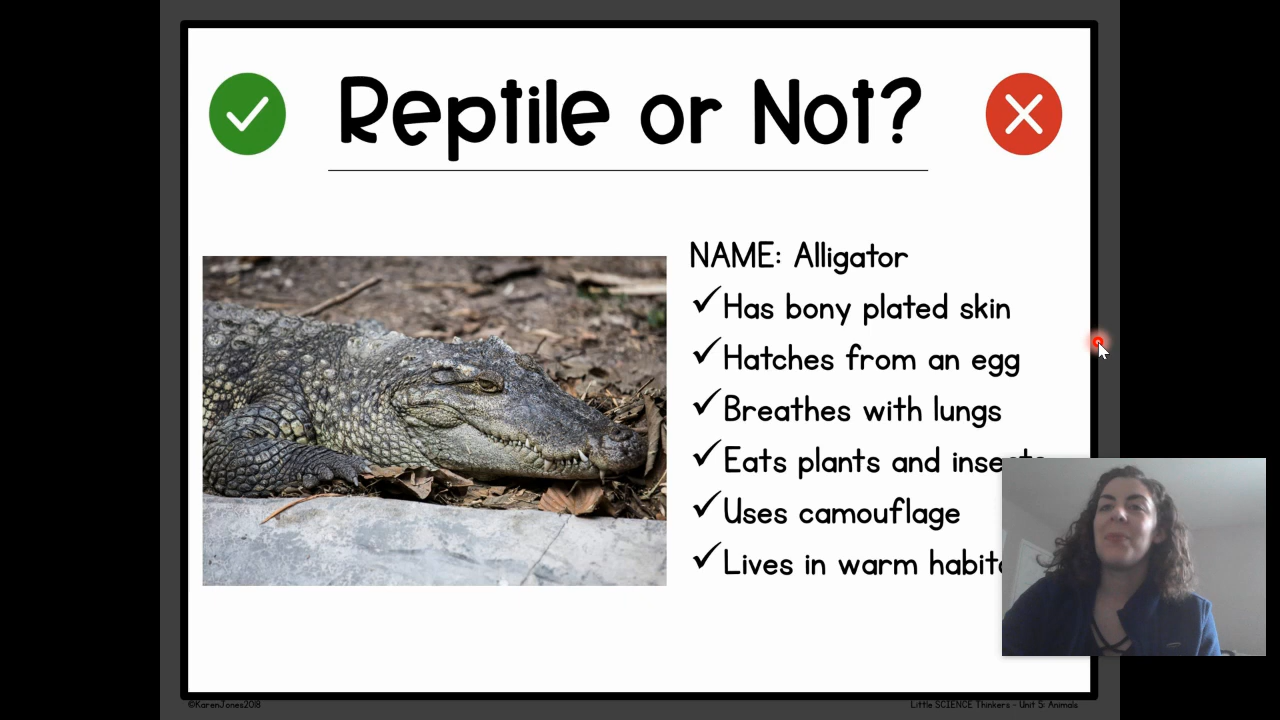 Reptile or Not?
NAME: Alligator
✓Has bony plated skin
✓Hatches from an egg
✓Breathes with lungs
✓Eats plants and insects
✓Uses camouflage
✓Lives in warm
©KarenJones2018
Little SCIENCE Thinkers - Unit 5: Animals